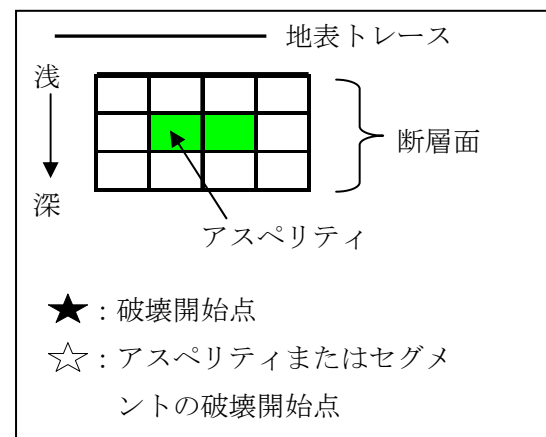 地表トレース
浅
断層面
深
アスペリティ
★：破壊開始点
☆：アスペリティまたはセグメ
ントの破壊開始点